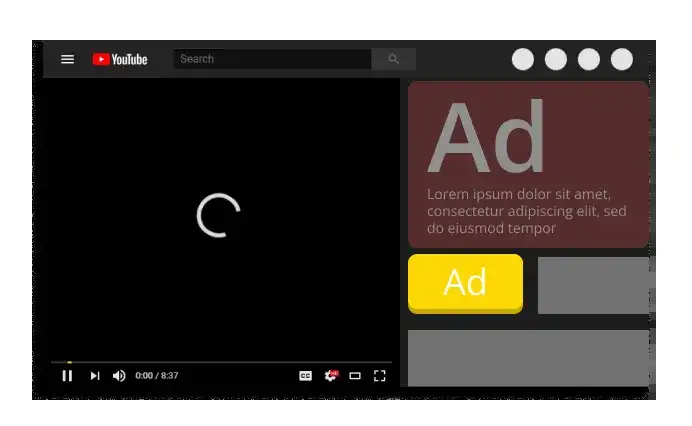 YouTube
Search
Ad
Lorem ipsum dolor sit amet,
consectetur adipiscing elit, sed
do eiusmod tempor
Ad
0:00 / 8:37
CC
HD